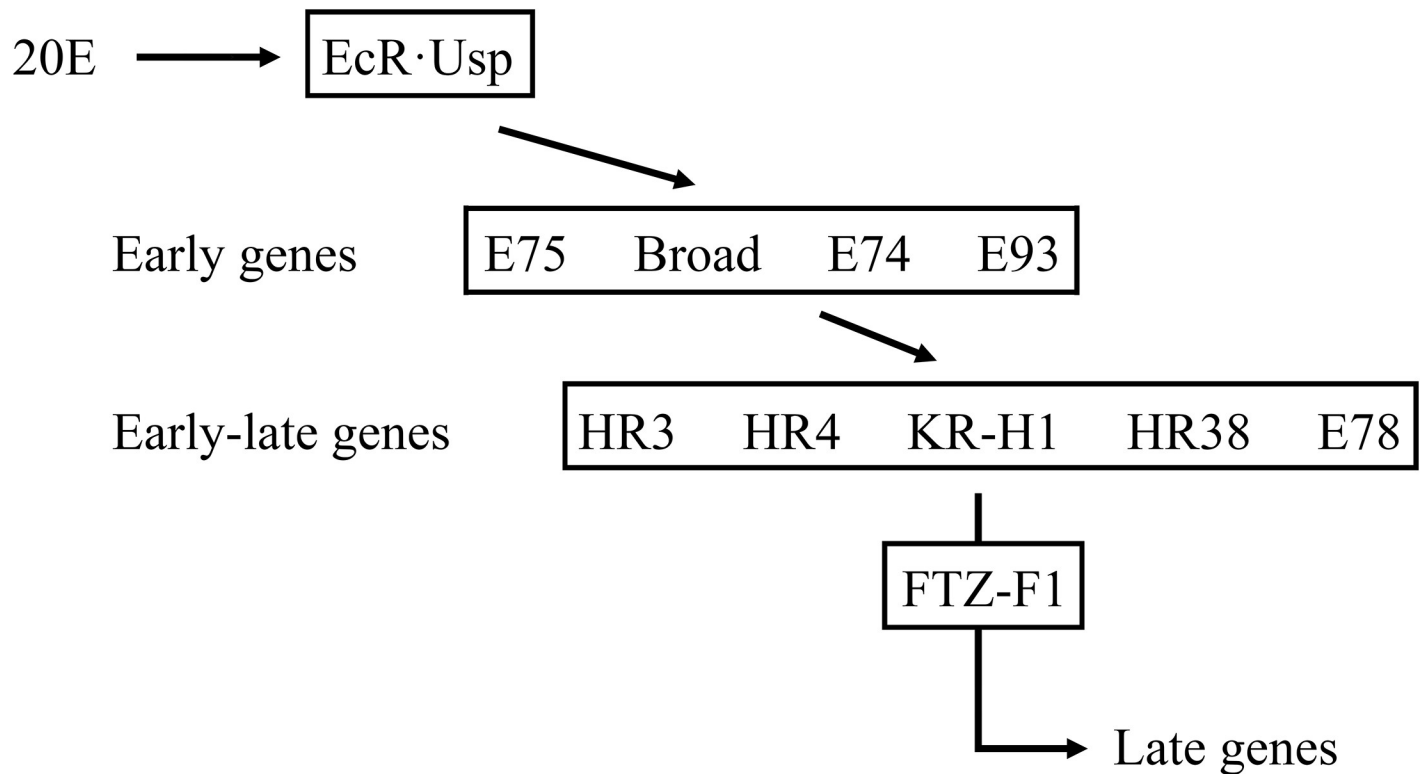 20E EcR·Usp
Early genes E75 Broad E74 E93
Early-late genes HR3 HR4 KR-H1 HR38 E78
FTZ-F1
Late genes